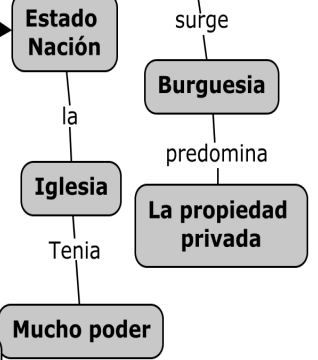 Estado
Nación
la
Iglesia
Tenia
Mucho poder
surge
Burguesia
predomina
La propiedad
privada